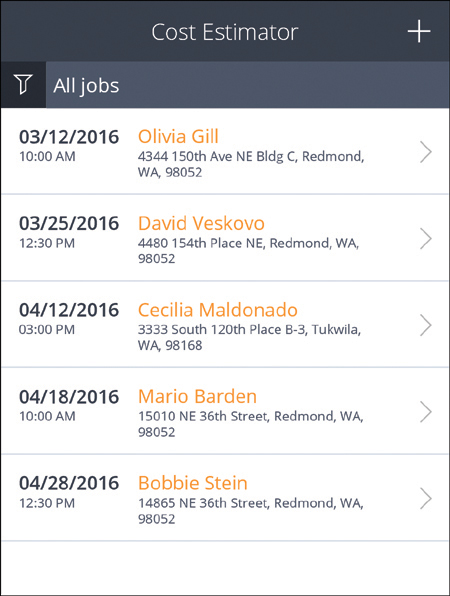 Cost Estimator
All jobs
03/12/2016 Olivia Gill
10:00 AM 4344 150th Ave NE Bldg C, Redmond,
WA, 98052
03/25/2016 David Veskovo
12:30 PM 4480 154th Place NE, Redmond, WA,
98052
04/12/2016 Cecilia Maldonado
03:00 PM 3333 South 120th Place B-3, Tukwila,
WA, 98168
04/18/2016 Mario Barden
10:00 AM 15010 NE 36th Street, Redmond, WA,
98052
04/28/2016 Bobbie Stein
12:30 PM 14865 NE 36th Street, Redmond, WA,
98052